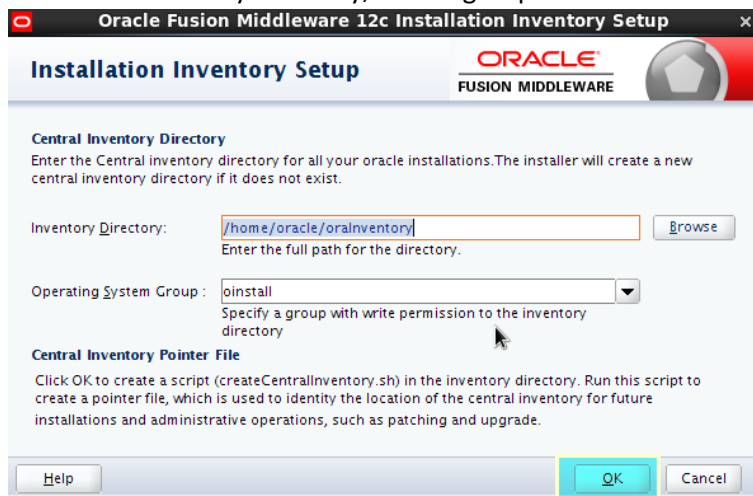 Oracle Fusion Middleware 12c Installation Inventory Setup
Installation Inventory Setup
ORACLE
FUSION MIDDLEWARE
Central Inventory Directory
Enter the Central inventory directory for all your oracle installations.The installer will create a new
central inventory directory if it does not exist.
Inventory Directory: /home/oracle/oraInventory Browse
Enter the full path for the directory.
Operating System Group : oinstall
Specify a group with write permission to the inventory
directory
Central Inventory Pointer File
Click OK to create a script (createCentralInventory.sh) in the inventory directory. Run this script to
create a pointer file, which is used to identity the location of the central inventory for future
installations and administrative operations, such as patching and upgrade.
Help OK Cancel